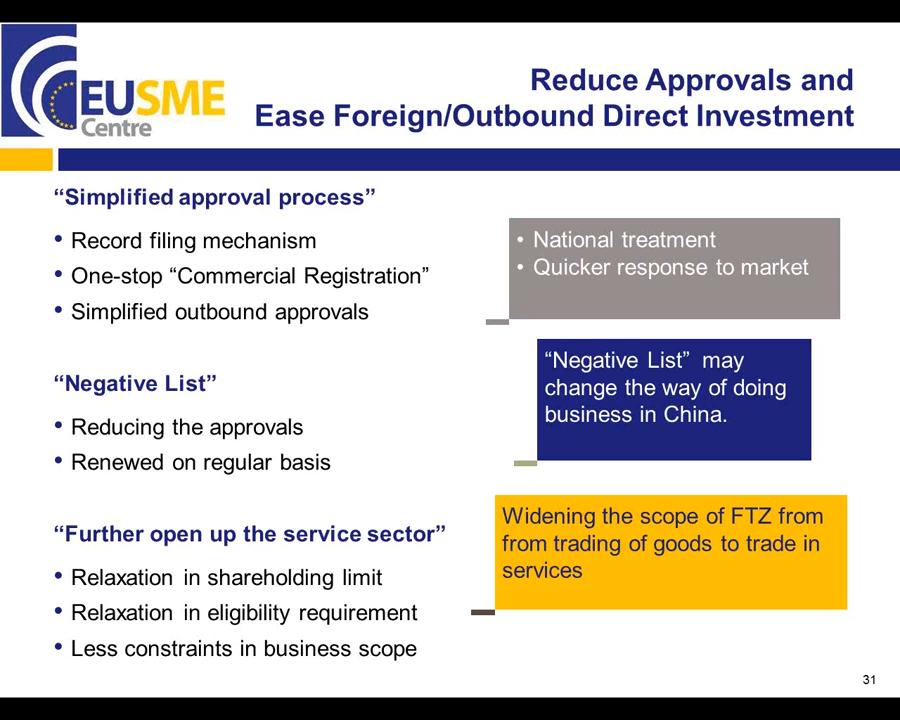 EUSME
Centre
Reduce Approvals and
Ease Foreign/Outbound Direct Investment
“Simplified approval process”
• Record filing mechanism
• One-stop “Commercial Registration”
• Simplified outbound approvals
• National treatment
• Quicker response to market
“Negative List”
• Reducing the approvals
• Renewed on regular basis
“Negative List” may
change the way of doing
business in China.
“Further open up the service sector”
• Relaxation in shareholding limit
• Relaxation in eligibility requirement
• Less constraints in business scope
Widening the scope of FTZ from
from trading of goods to trade in
services
31